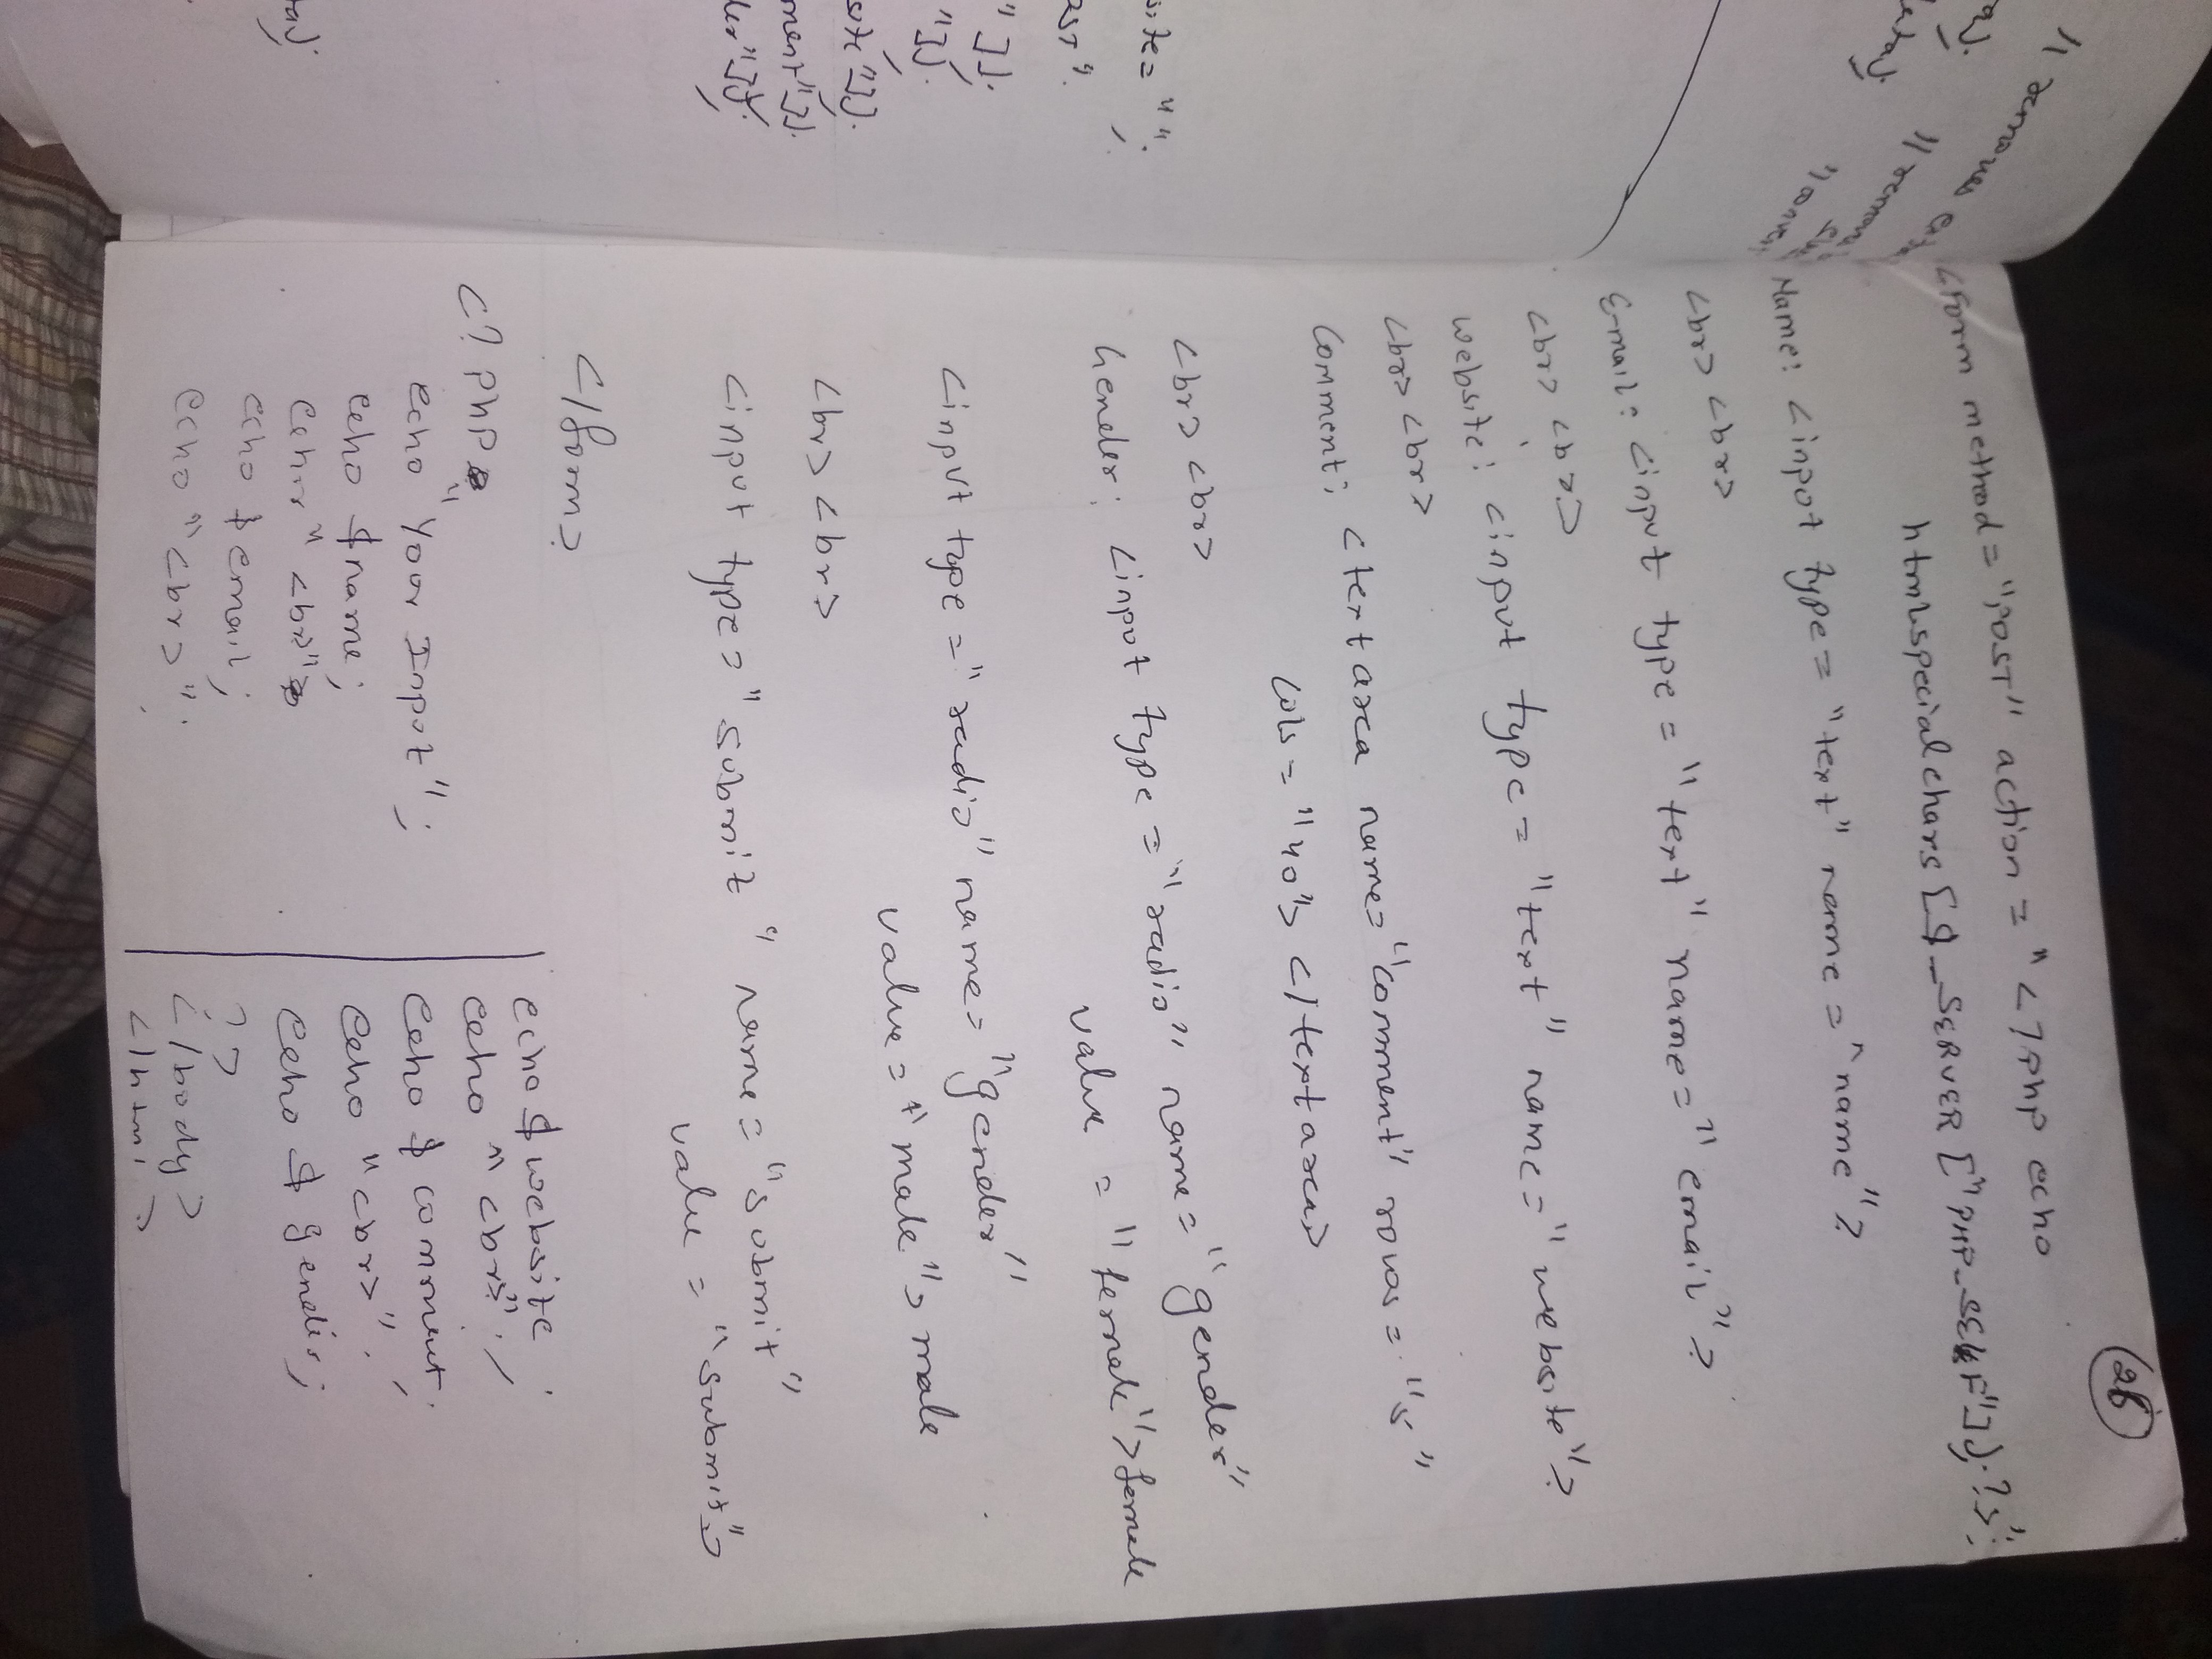 26
<Form method="POST" action="<?php echo
htmlspecialchars[$_SERVER["PHP_SELF"]);?>";
Name: <input type="text" name="name">
<br><br>
E-mail: <input type="text" name="email">
<br><br>
website: <input type="text" name="website">
<br><br>
Comment: <textarea name="comment" rows="5"
cols="40"></textarea>
<br><br>
Gender: <input type="radio" name="gender"
value="female">female
<input type="radio" name="gender"
value="male">male
<br><br>
<input type="submit" name="submit"
value="submit">
</form>
<?php
echo "Your Input";
echo $name;
echo "<br>"
echo $email;
echo "<br>";
echo $website;
echo "<br>";
echo $comment;
echo "<br>";
echo $gender;
?>
</body>
</html>
// removes extra
// removes
// convert
site="";
OST"
"]);
"]);
site"]);
ment"]);
der"]);
ta);